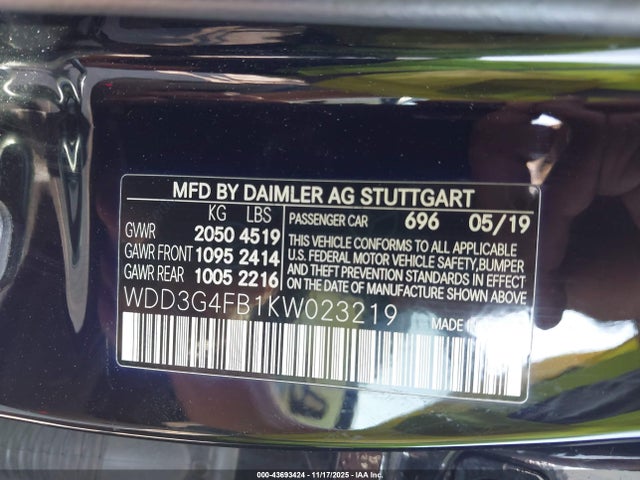 MFD BY DAIMLER AG STUTTGART
KG LBS
GVWR 2050 4519
GAWR FRONT 1095 2414
GAWR REAR 1005 2216
PASSENGER CAR 696 05/19
THIS VEHICLE CONFORMS TO ALL APPLICABLE
U.S. FEDERAL MOTOR VEHICLE SAFETY, BUMPER
AND THEFT PREVENTION STANDARDS IN EFFECT
ON THE DATE OF MANUFACTURE SHOWN ABOVE
WDD3G4FB1KW023219
MADE IN
000-43693424 | 11/17/2025 | IAA Inc.